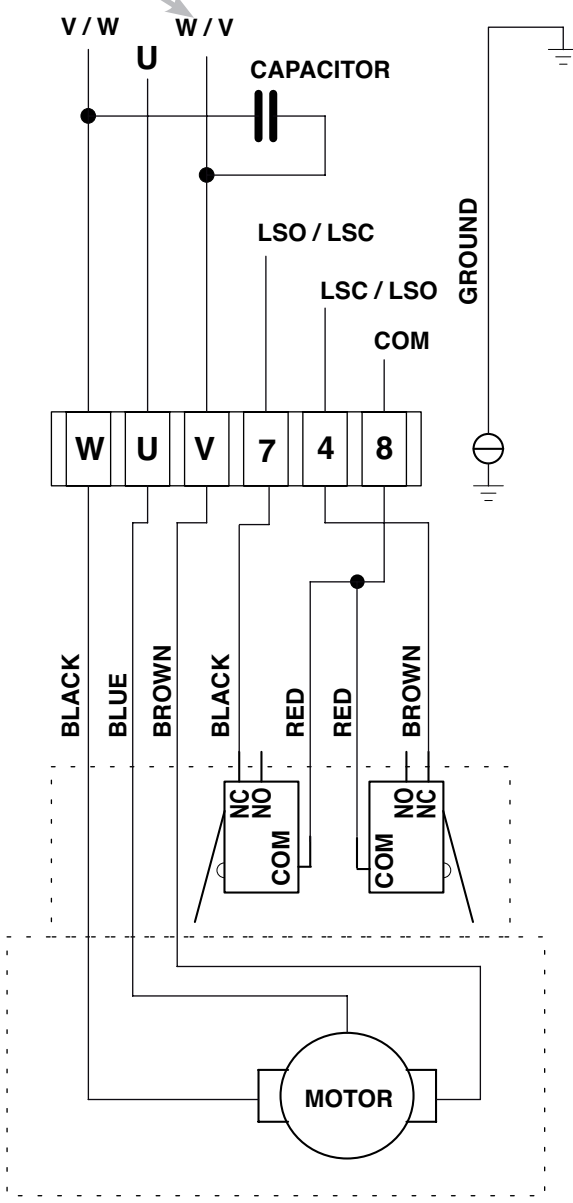 V / W
U
W / V
CAPACITOR
LSO / LSC
LSC / LSO
COM
GROUND
W
U
V
7
4
8
BLACK
BLUE
BROWN
BLACK
RED
RED
BROWN
NC
NO
COM
NO
NC
COM
MOTOR